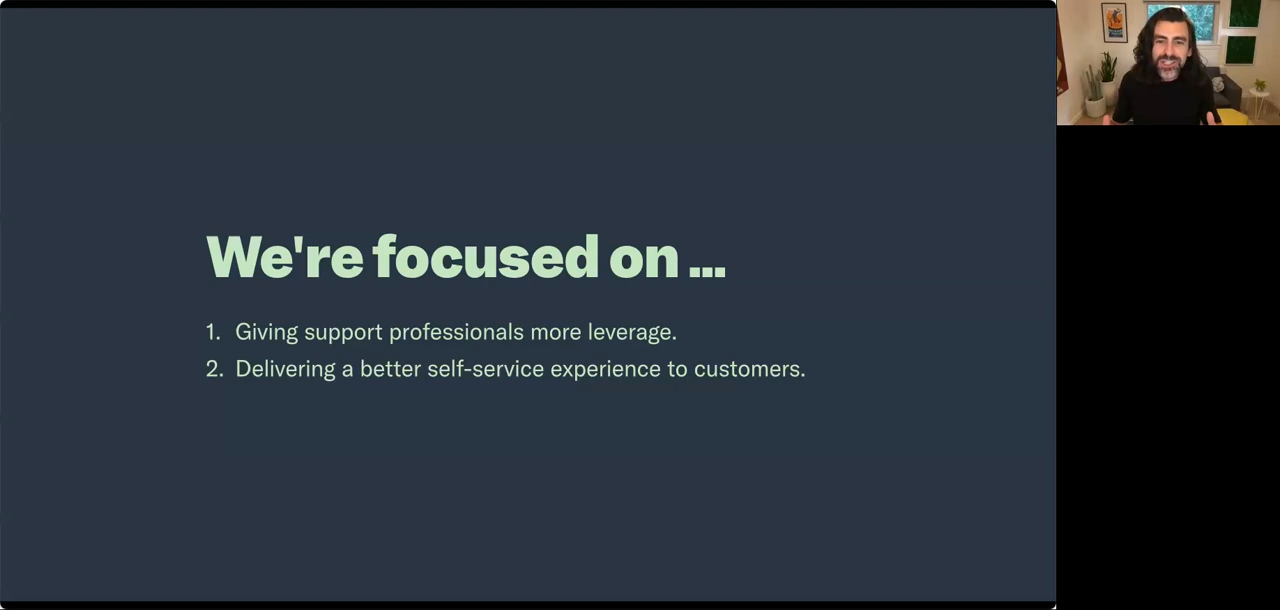 We're focused on ...
1. Giving support professionals more leverage.
2. Delivering a better self-service experience to customers.